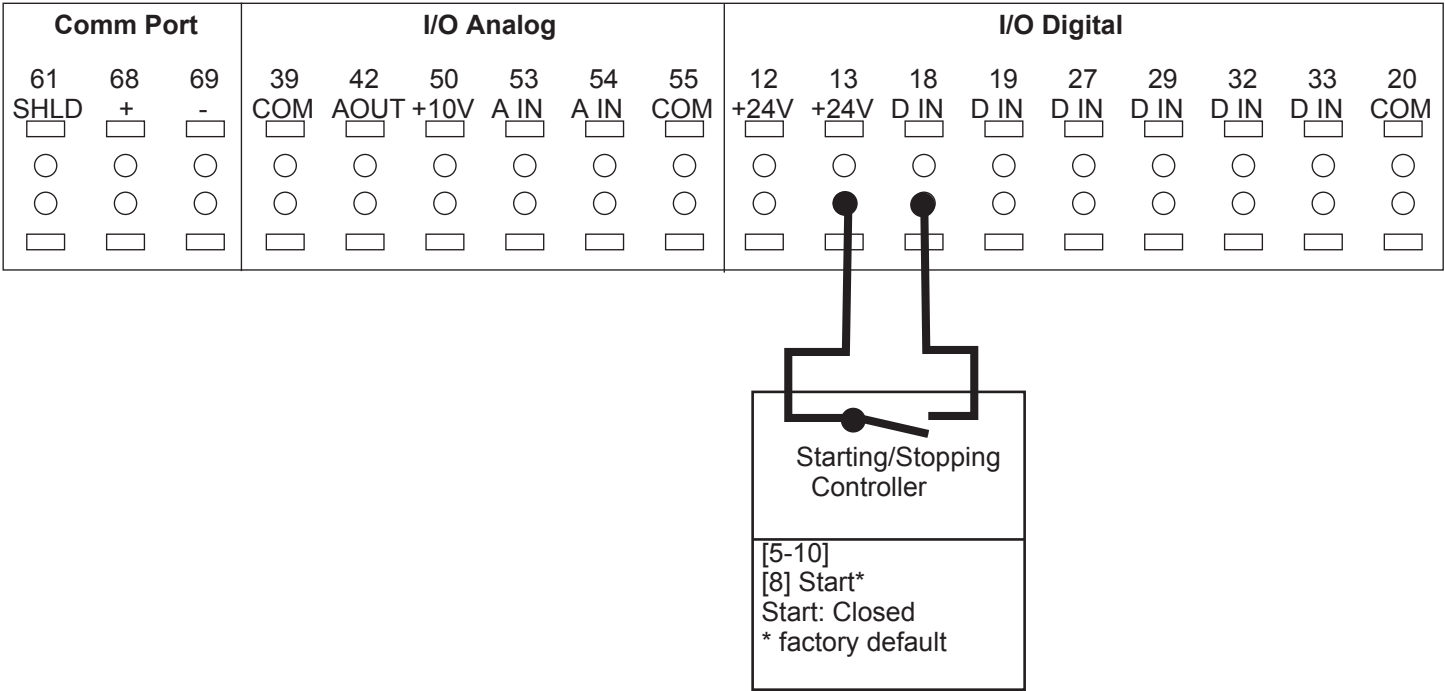 Comm Port I/O Analog I/O Digital
61 68 69 39 42 50 53 54 55 12 13 18 19 27 29 32 33 20
SHLD + - COM AOUT +10V A IN A IN COM +24V +24V D IN D IN D IN D IN D IN D IN COM
Starting/Stopping
Controller
[5-10]
[8] Start*
Start: Closed
* factory default